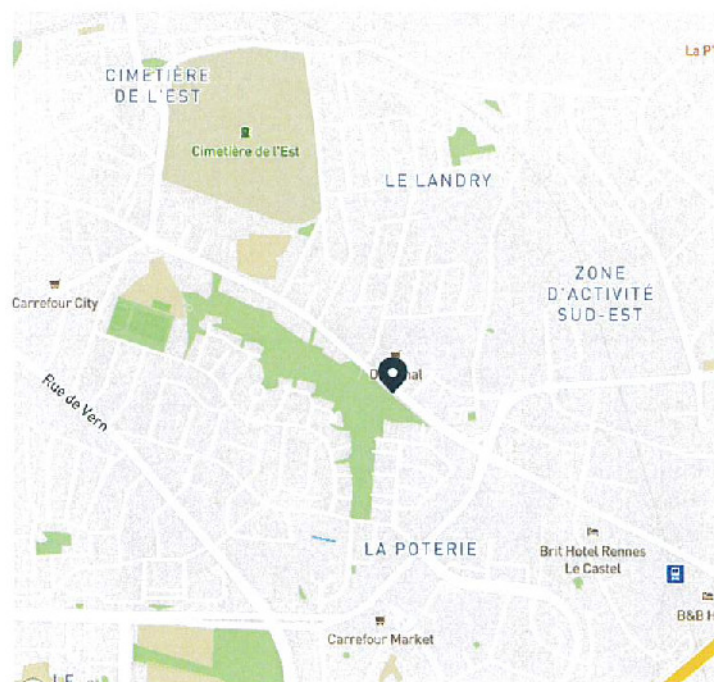 La P
CIMETIÈRE
DE L'EST
Cimetière de l'Est
LE LANDRY
ZONE
D'ACTIVITÉ
SUD-EST
Carrefour City
Rue de Vern
LA POTERIE
Brit Hotel Rennes
Le Castel
B&B H
Carrefour Market
LE